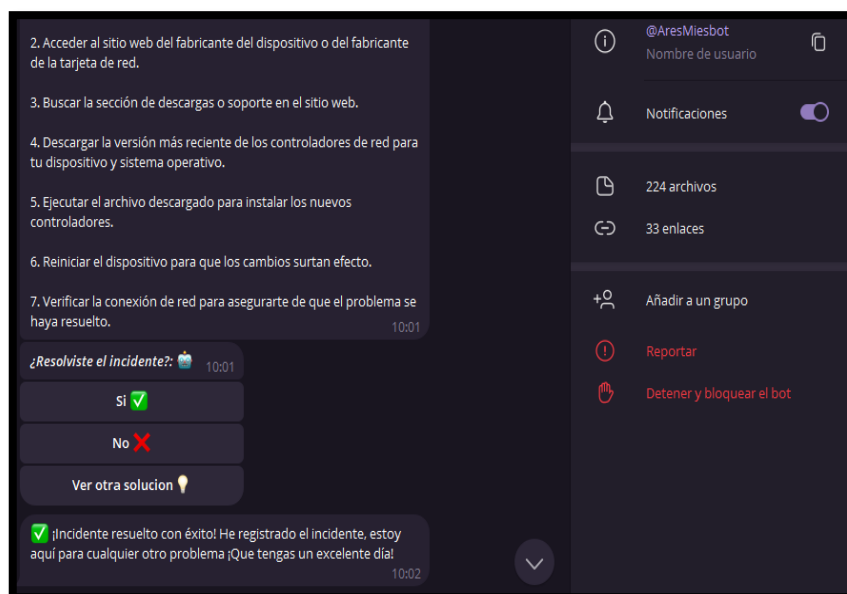 2. Acceder al sitio web del fabricante del dispositivo o del fabricante
de la tarjeta de red.
3. Buscar la sección de descargas o soporte en el sitio web.
4. Descargar la versión más reciente de los controladores de red para
tu dispositivo y sistema operativo.
5. Ejecutar el archivo descargado para instalar los nuevos
controladores.
6. Reiniciar el dispositivo para que los cambios surtan efecto.
7. Verificar la conexión de red para asegurarte de que el problema se
haya resuelto.
10:01
¿Resolviste el incidente?: 🤖 10:01
Si ✅
No ❌
Ver otra solucion 💡
✅ ¡Incidente resuelto con éxito! He registrado el incidente, estoy
aquí para cualquier otro problema ¡Que tengas un excelente día!
10:02
@AresMiesbot
Nombre de usuario
Notificaciones
224 archivos
33 enlaces
Añadir a un grupo
Reportar
Detener y bloquear el bot